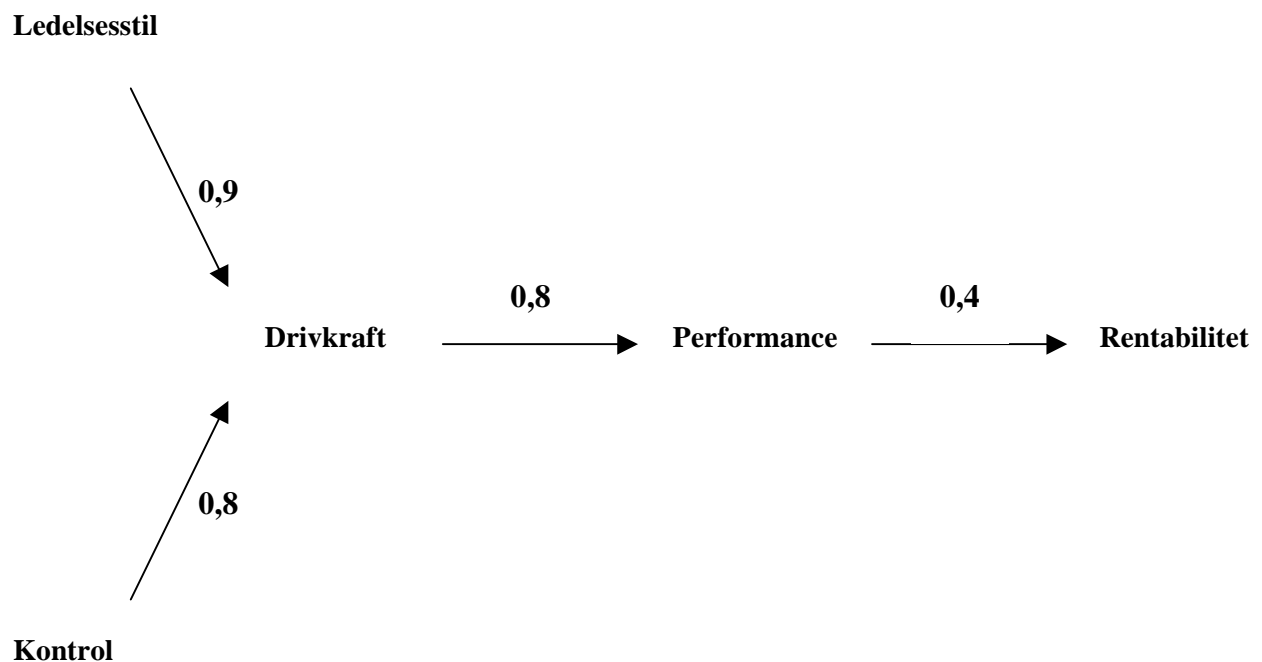 Ledelsesstil
0,9
0,8
0,4
Drivkraft
Performance
Rentabilitet
0,8
Kontrol